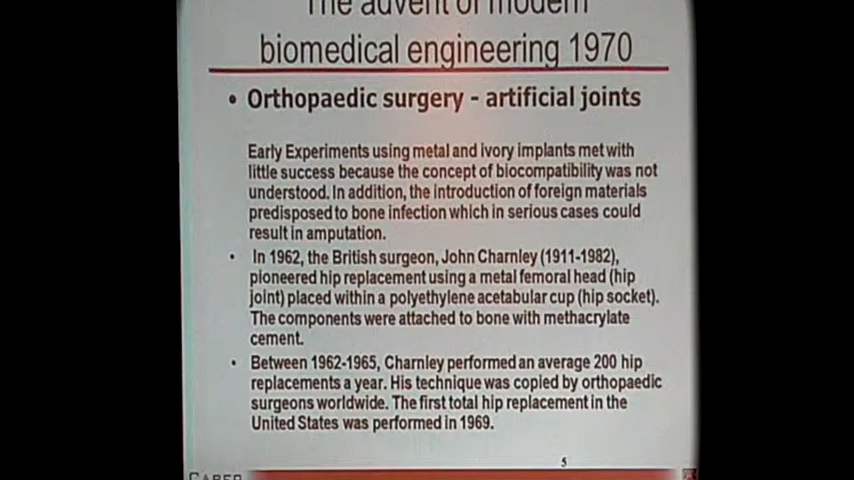 The advent of modern
biomedical engineering 1970
• Orthopaedic surgery - artificial joints
Early Experiments using metal and ivory implants met with
little success because the concept of biocompatibility was not
understood. In addition, the introduction of foreign materials
predisposed to bone infection which in serious cases could
result in amputation.
• In 1962, the British surgeon, John Charnley (1911-1982),
pioneered hip replacement using a metal femoral head (hip
joint) placed within a polyethylene acetabular cup (hip socket).
The components were attached to bone with methacrylate
cement.
• Between 1962-1965, Charnley performed an average 200 hip
replacements a year. His technique was copied by orthopaedic
surgeons worldwide. The first total hip replacement in the
United States was performed in 1969.
5